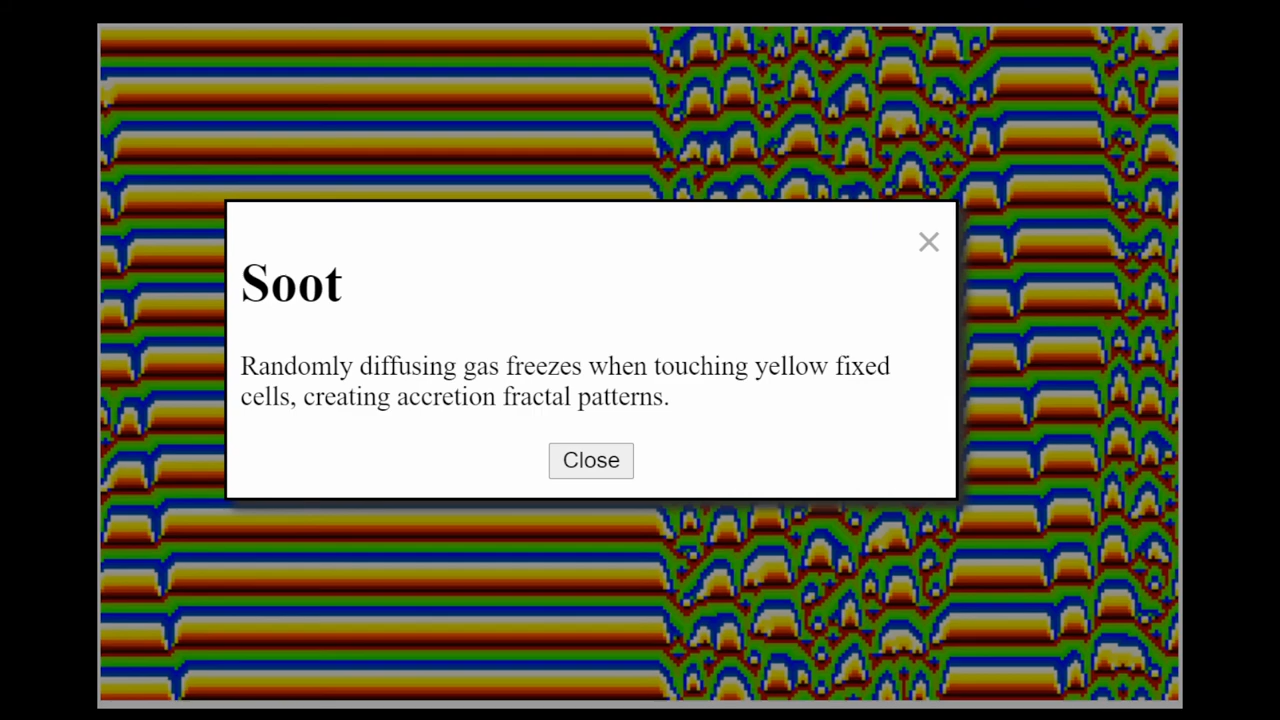 Soot
Randomly diffusing gas freezes when touching yellow fixed
cells, creating accretion fractal patterns.
Close